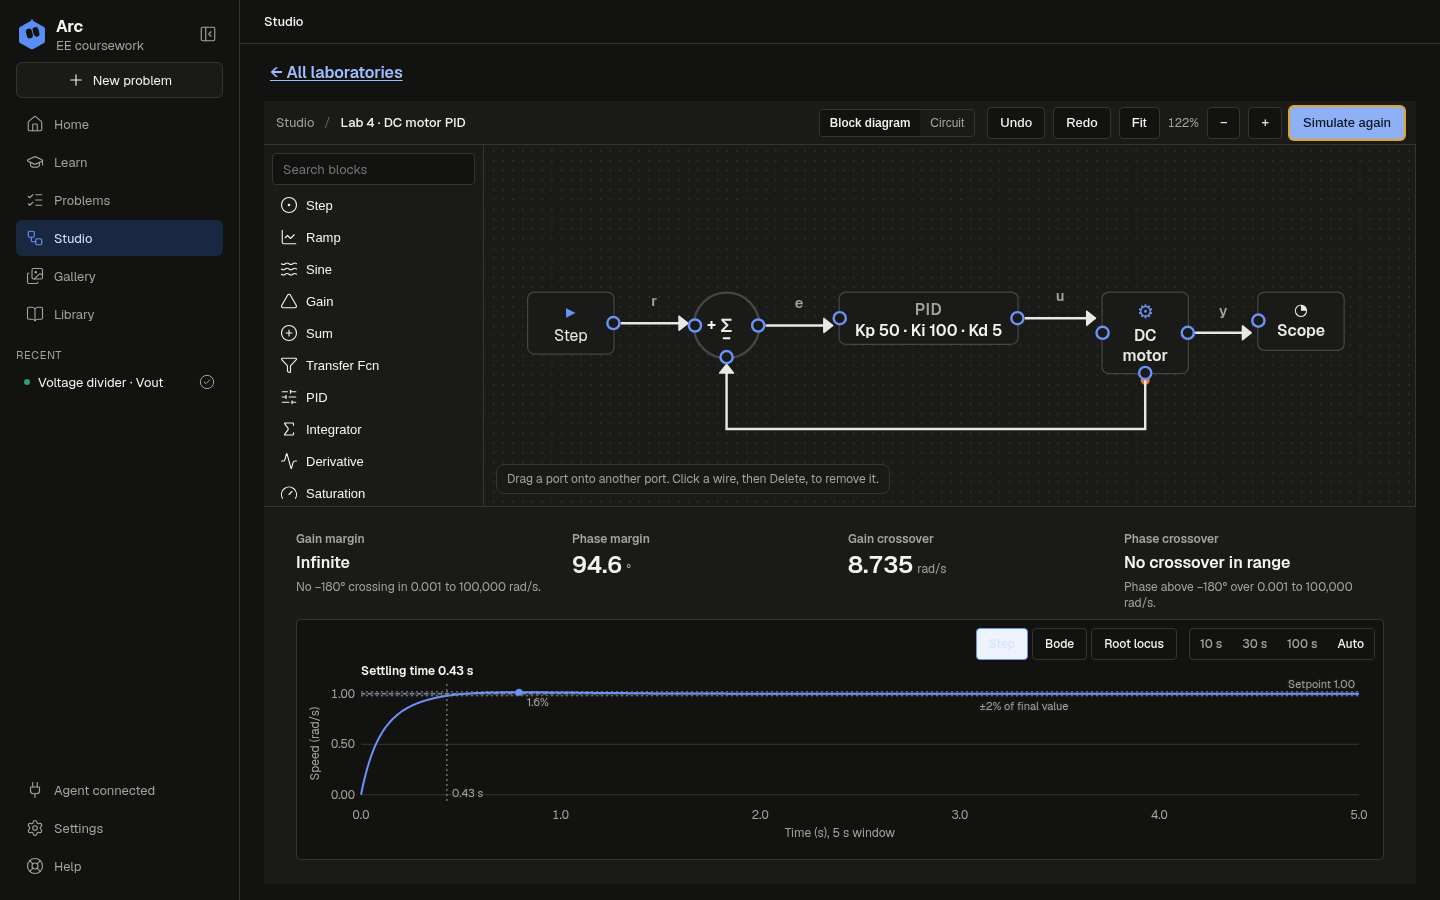 Arc
EE coursework
New problem
Home
Learn
Problems
Studio
Gallery
Library
RECENT
Voltage divider · Vout
Agent connected
Settings
Help
Studio
← All laboratories
Studio / Lab 4 · DC motor PID
Block diagram
Circuit
Undo
Redo
Fit
122%
−
+
Simulate again
Search blocks
Step
Ramp
Sine
Gain
Sum
Transfer Fcn
PID
Integrator
Derivative
Saturation
Step
r
+ Σ
−
e
PID
Kp 50 · Ki 100 · Kd 5
u
DC
motor
y
Scope
Drag a port onto another port. Click a wire, then Delete, to remove it.
Gain margin
Infinite
No −180° crossing in 0.001 to 100,000 rad/s.
Phase margin
94.6 °
Gain crossover
8.735 rad/s
Phase crossover
No crossover in range
Phase above −180° over 0.001 to 100,000
rad/s.
Step
Bode
Root locus
10 s
30 s
100 s
Auto
Settling time 0.43 s
Setpoint 1.00
1.6%
±2% of final value
1.00
0.50
0.00
Speed (rad/s)
0.43 s
0.0
1.0
2.0
3.0
4.0
5.0
Time (s), 5 s window